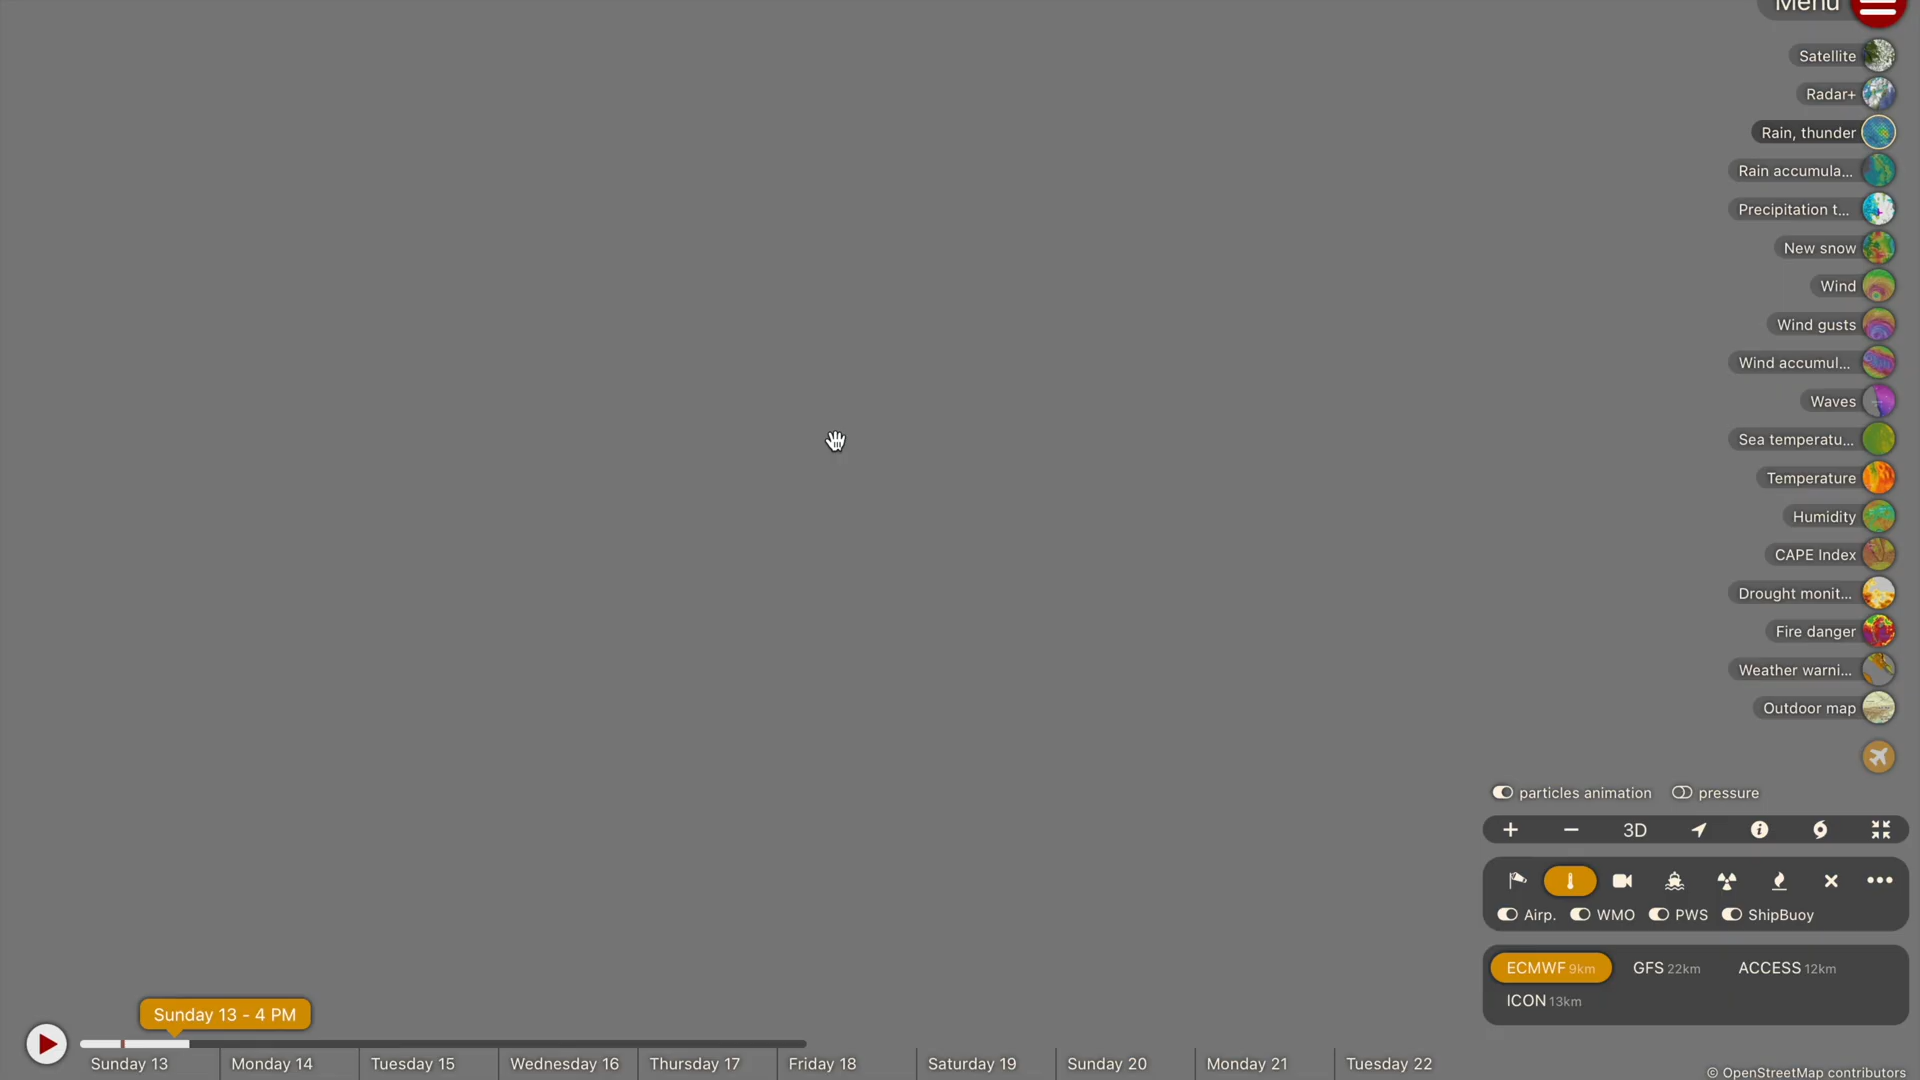 Menu
Satellite
Radar+
Rain, thunder
Rain accumula...
Precipitation t...
New snow
Wind
Wind gusts
Wind accumul...
Waves
Sea temperatu...
Temperature
Humidity
CAPE Index
Drought monit...
Fire danger
Weather warni...
Outdoor map
particles animation pressure
+ − 3D
Airp. WMO PWS ShipBuoy
ECMWF 9km GFS 22km ACCESS 12km
ICON 13km
Sunday 13 - 4 PM
Sunday 13 Monday 14 Tuesday 15 Wednesday 16 Thursday 17 Friday 18 Saturday 19 Sunday 20 Monday 21 Tuesday 22
© OpenStreetMap contributors